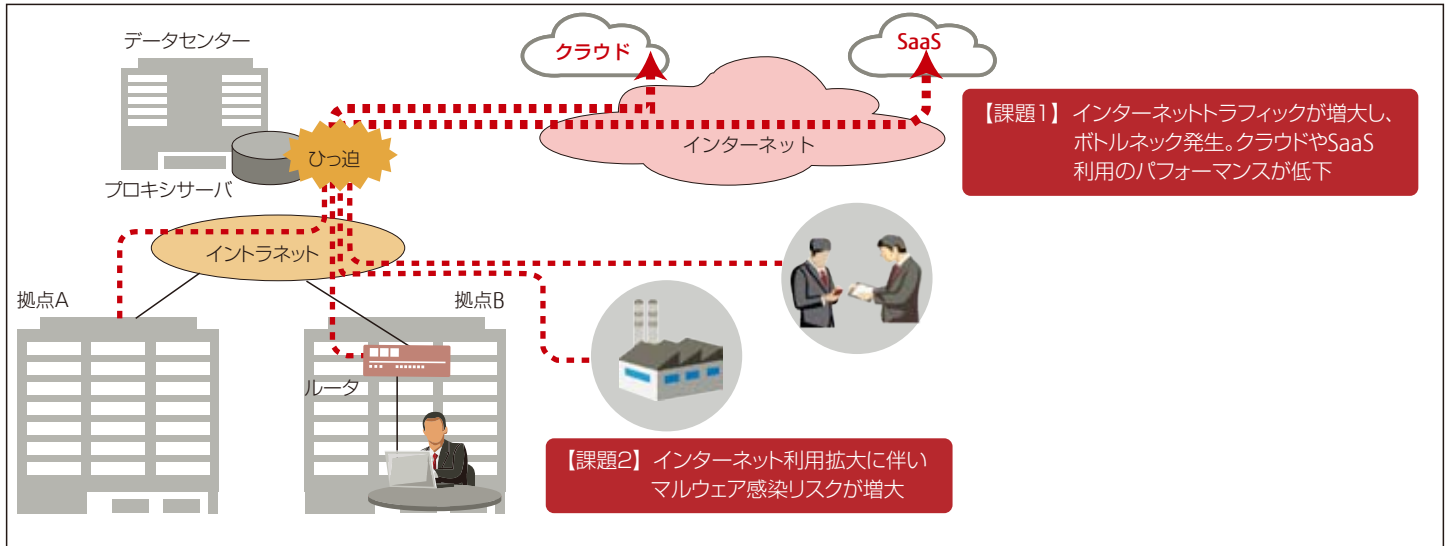 データセンター
クラウド
SaaS
【課題1】インターネットトラフィックが増大し、
ボトルネック発生。クラウドやSaaS
利用のパフォーマンスが低下
インターネット
ひっ迫
プロキシサーバ
イントラネット
拠点A
拠点B
ルータ
【課題2】インターネット利用拡大に伴い
マルウェア感染リスクが増大